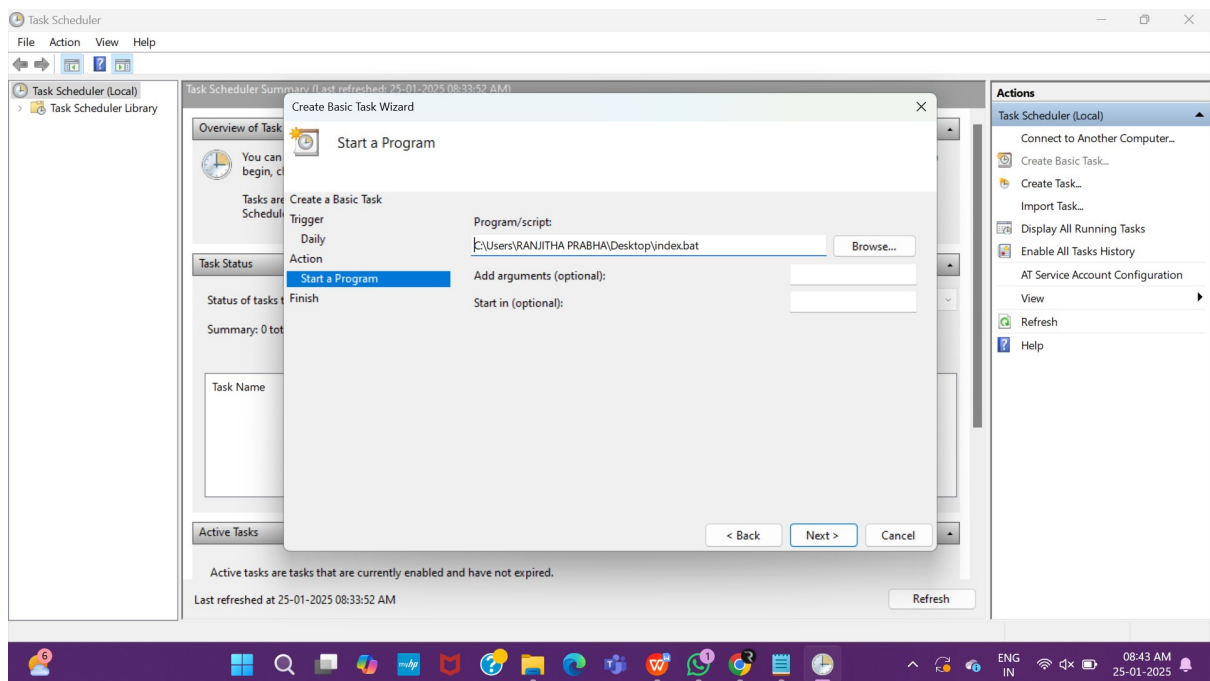 Task Scheduler
File Action View Help
Task Scheduler (Local)
Task Scheduler Library
Task Scheduler Summary (Last refreshed: 25-01-2025 08:33:52 AM)
Overview of Task
You can
begin, cl
Tasks are
Schedul
Task Status
Status of tasks t
Summary: 0 tot
Task Name
Active Tasks
Active tasks are tasks that are currently enabled and have not expired.
Last refreshed at 25-01-2025 08:33:52 AM
Refresh
Create Basic Task Wizard
Start a Program
Create a Basic Task
Trigger
Daily
Action
Start a Program
Finish
Program/script:
C:\Users\RANJITHA PRABHA\Desktop\index.bat
Browse...
Add arguments (optional):
Start in (optional):
< Back
Next >
Cancel
Actions
Task Scheduler (Local)
Connect to Another Computer...
Create Basic Task...
Create Task...
Import Task...
Display All Running Tasks
Enable All Tasks History
AT Service Account Configuration
View
Refresh
Help
6
myhp
W
1
R
ENG
IN
08:43 AM
25-01-2025